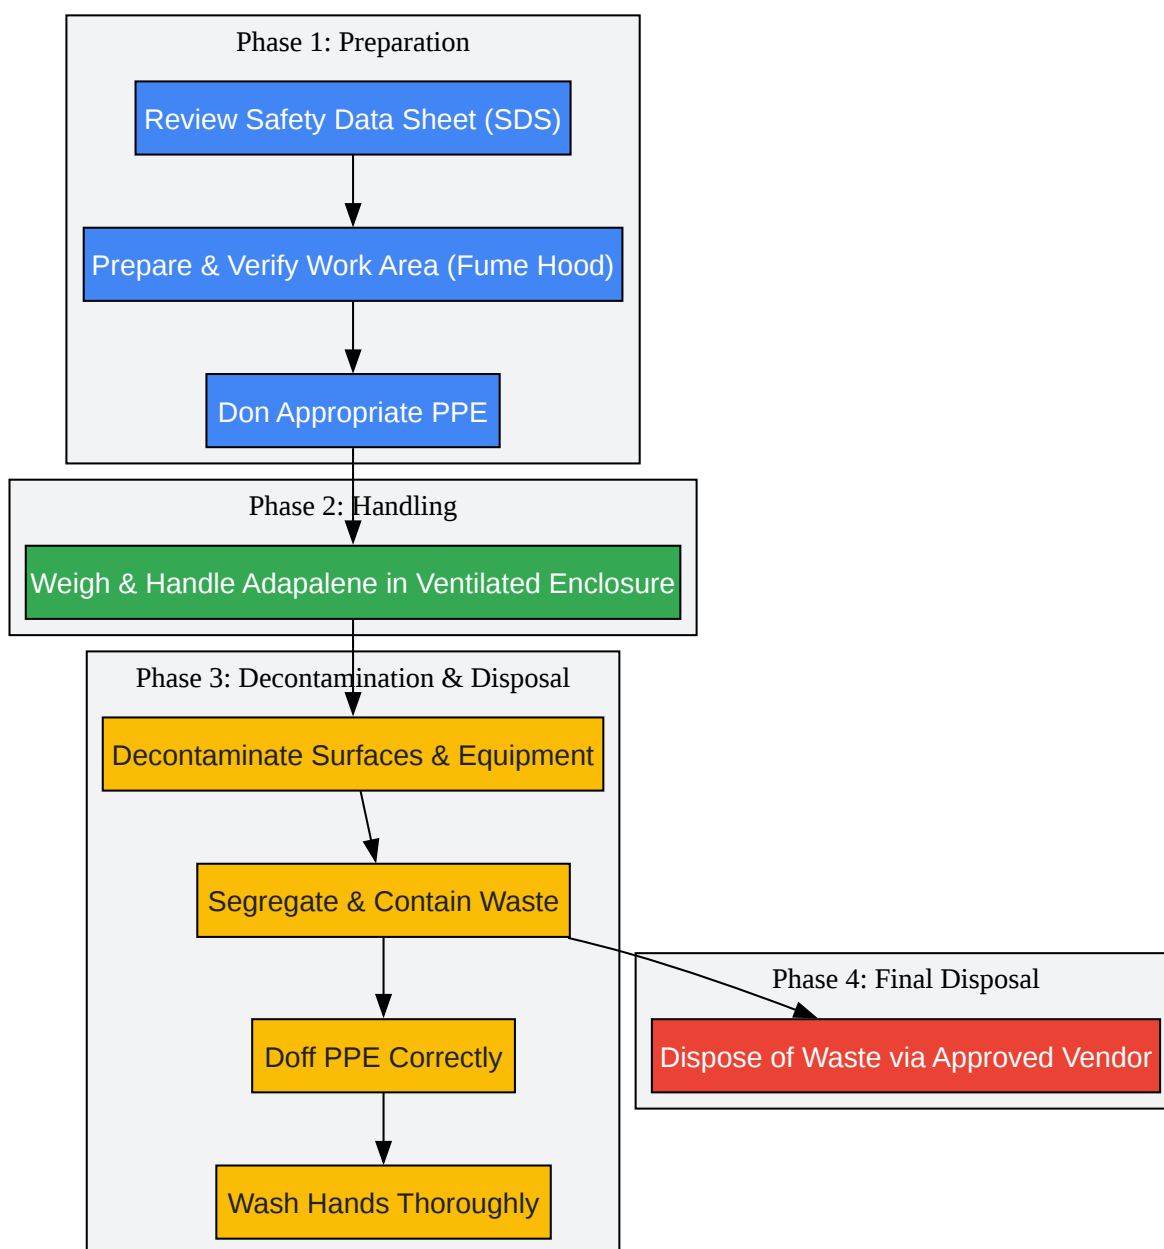 Phase 1: Preparation
Review Safety Data Sheet (SDS)
Prepare & Verify Work Area (Fume Hood)
Don Appropriate PPE
Phase 2: Handling
Weigh & Handle Adapalene in Ventilated Enclosure
Phase 3: Decontamination & Disposal
Decontaminate Surfaces & Equipment
Segregate & Contain Waste
Phase 4: Final Disposal
Doff PPE Correctly
Dispose of Waste via Approved Vendor
Wash Hands Thoroughly